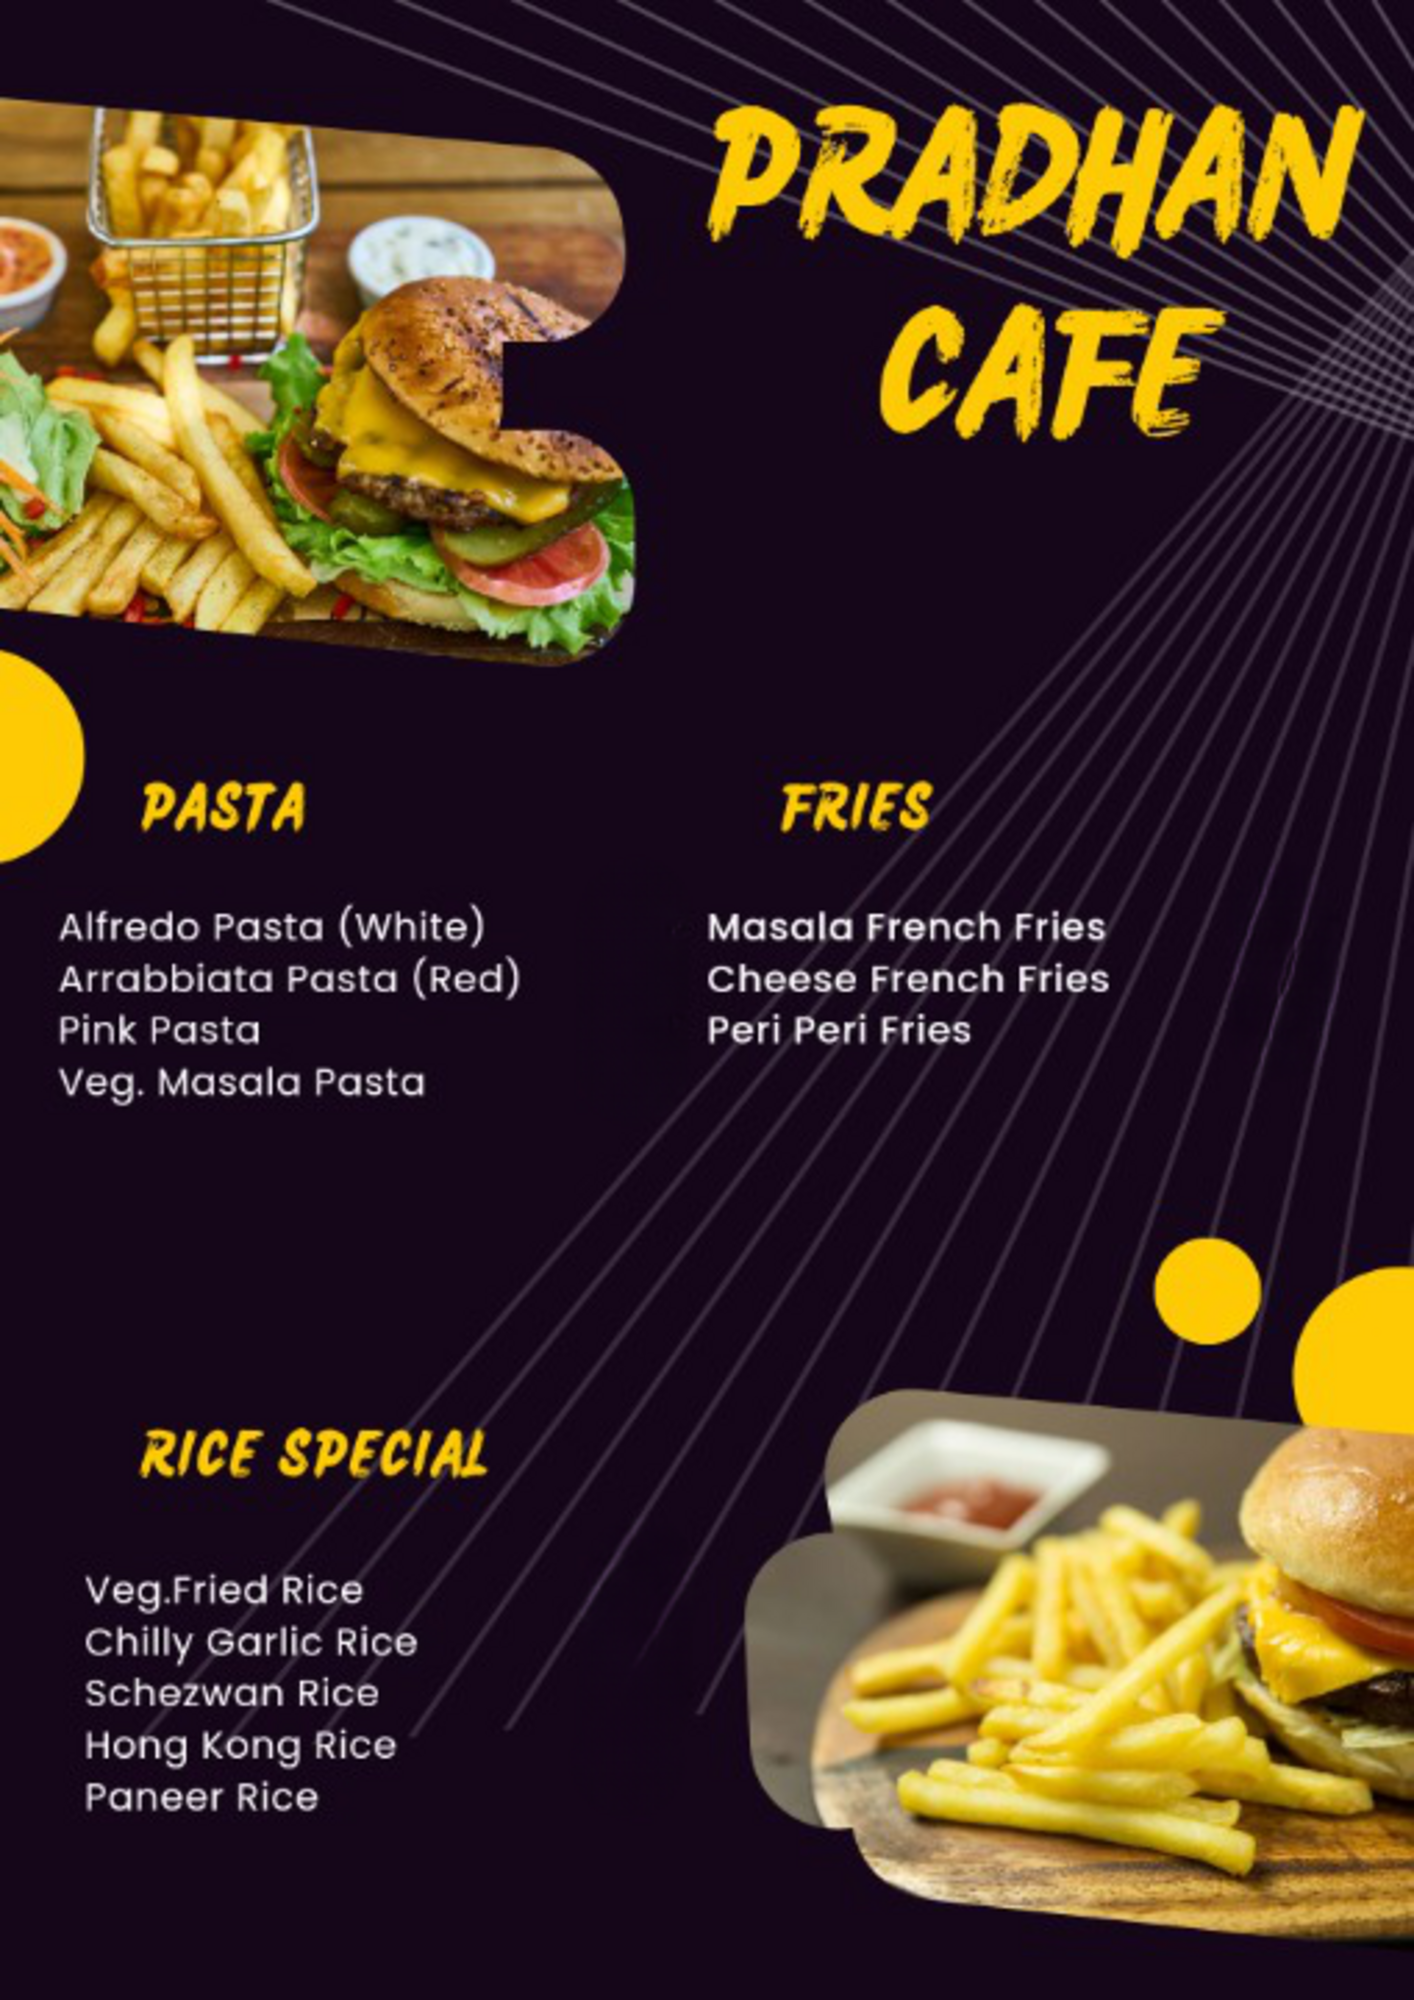 PRADHAN
CAFE
PASTA
Alfredo Pasta (White)
Arrabbiata Pasta (Red)
Pink Pasta
Veg. Masala Pasta
FRIES
Masala French Fries
Cheese French Fries
Peri Peri Fries
RICE SPECIAL
Veg.Fried Rice
Chilly Garlic Rice
Schezwan Rice
Hong Kong Rice
Paneer Rice